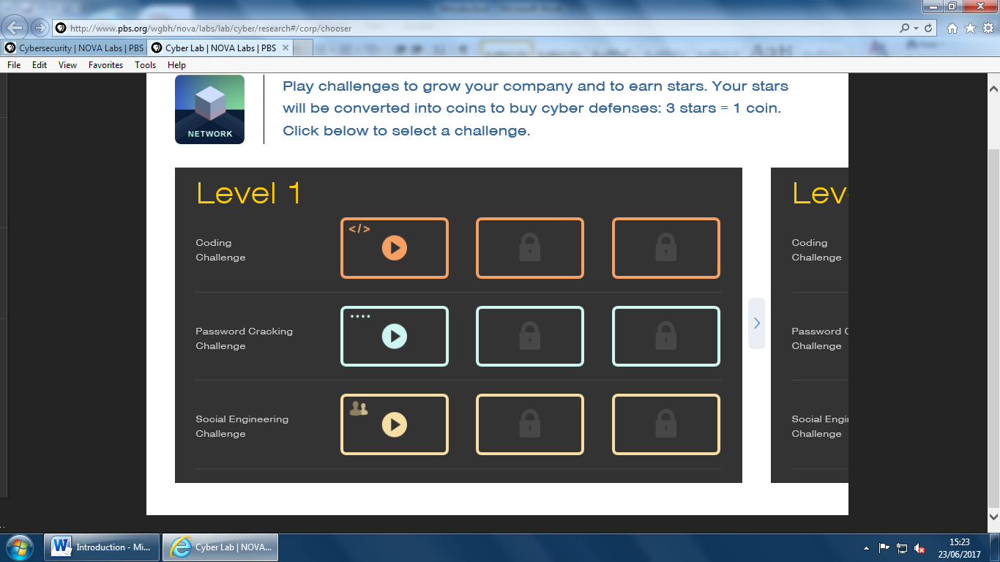 http://www.pbs.org/wgbh/nova/labs/lab/cyber/research#/corp/chooser
Cybersecurity | NOVA Labs | PBS
Cyber Lab | NOVA Labs | PBS
File Edit View Favorites Tools Help
NETWORK
Play challenges to grow your company and to earn stars. Your stars
will be converted into coins to buy cyber defenses: 3 stars = 1 coin.
Click below to select a challenge.
Level 1
</>
Coding
Challenge
Password Cracking
Challenge
Social Engineering
Challenge
Lev
Coding
Challenge
Password C
Challenge
Social Engi
Challenge
Introduction - Mi...
Cyber Lab | NOVA...
15:23
23/06/2017